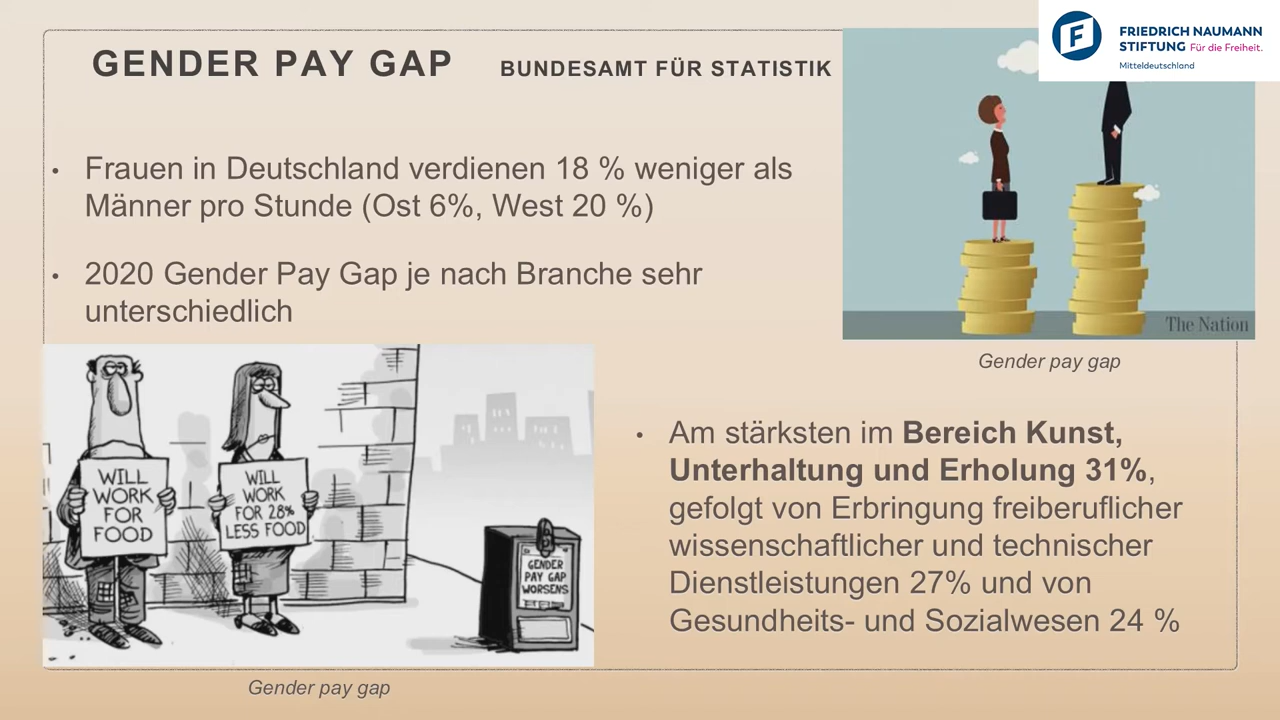 FRIEDRICH NAUMANN
STIFTUNG Für die Freiheit.
Mitteldeutschland
GENDER PAY GAP BUNDESAMT FÜR STATISTIK
• Frauen in Deutschland verdienen 18 % weniger als
Männer pro Stunde (Ost 6%, West 20 %)
• 2020 Gender Pay Gap je nach Branche sehr
unterschiedlich
The Nation
Gender pay gap
WILL
WORK
FOR
FOOD
WILL
WORK
FOR 28%
LESS FOOD
GENDER
PAY GAP
WORSENS
Gender pay gap
• Am stärksten im Bereich Kunst,
Unterhaltung und Erholung 31%,
gefolgt von Erbringung freiberuflicher
wissenschaftlicher und technischer
Dienstleistungen 27% und von
Gesundheits- und Sozialwesen 24 %